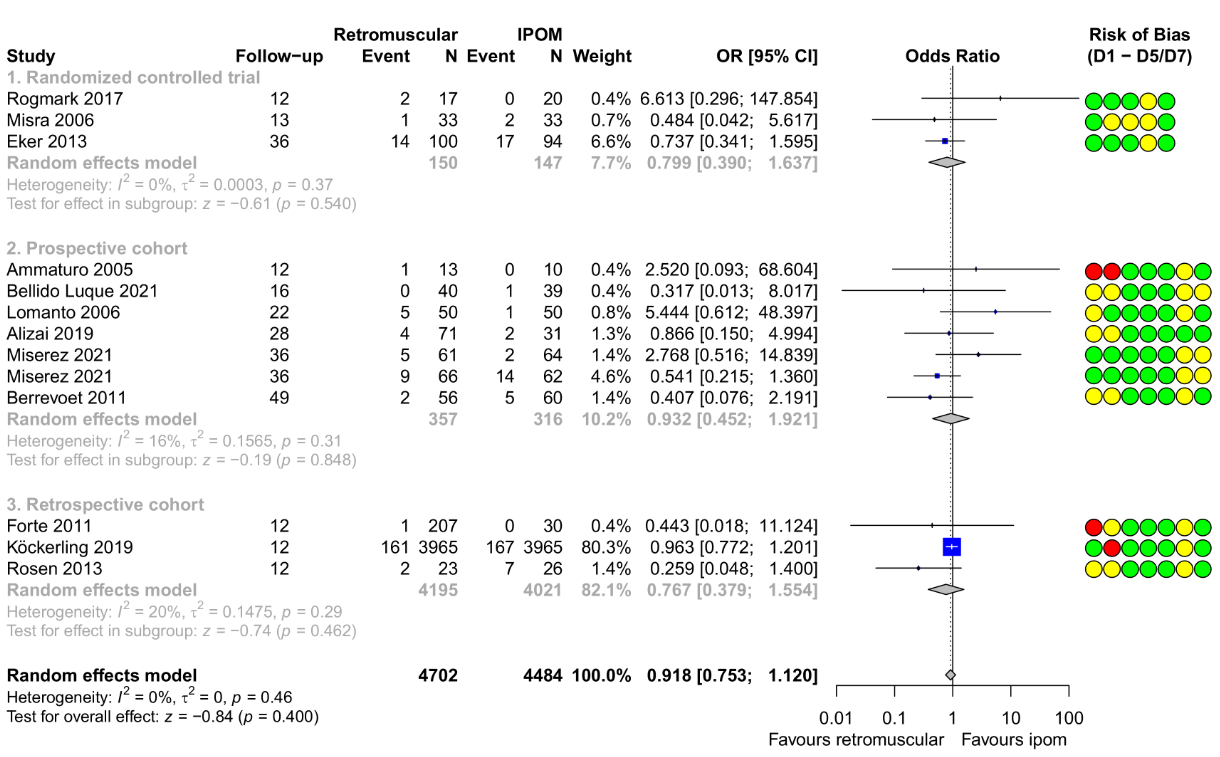 Retromuscular IPOM Risk of Bias
Study Follow−up Event N Event N Weight OR [95% CI] Odds Ratio (D1 − D5/D7)
1. Randomized controlled trial
Rogmark 2017 12 2 17 0 20 0.4% 6.613 [0.296; 147.854]
Misra 2006 13 1 33 2 33 0.7% 0.484 [0.042; 5.617]
Eker 2013 36 14 100 17 94 6.6% 0.737 [0.341; 1.595]
Random effects model 150 147 7.7% 0.799 [0.390; 1.637]
Heterogeneity: I² = 0%, τ² = 0.0003, p = 0.37
Test for effect in subgroup: z = −0.61 (p = 0.540)
2. Prospective cohort
Ammaturo 2005 12 1 13 0 10 0.4% 2.520 [0.093; 68.604]
Bellido Luque 2021 16 0 40 1 39 0.4% 0.317 [0.013; 8.017]
Lomanto 2006 22 5 50 1 50 0.8% 5.444 [0.612; 48.397]
Alizai 2019 28 4 71 2 31 1.3% 0.866 [0.150; 4.994]
Miserez 2021 36 5 61 2 64 1.4% 2.768 [0.516; 14.839]
Miserez 2021 36 9 66 14 62 4.6% 0.541 [0.215; 1.360]
Berrevoet 2011 49 2 56 5 60 1.4% 0.407 [0.076; 2.191]
Random effects model 357 316 10.2% 0.932 [0.452; 1.921]
Heterogeneity: I² = 16%, τ² = 0.1565, p = 0.31
Test for effect in subgroup: z = −0.19 (p = 0.848)
3. Retrospective cohort
Forte 2011 12 1 207 0 30 0.4% 0.443 [0.018; 11.124]
Köckerling 2019 12 161 3965 167 3965 80.3% 0.963 [0.772; 1.201]
Rosen 2013 12 2 23 7 26 1.4% 0.259 [0.048; 1.400]
Random effects model 4195 4021 82.1% 0.767 [0.379; 1.554]
Heterogeneity: I² = 20%, τ² = 0.1475, p = 0.29
Test for effect in subgroup: z = −0.74 (p = 0.462)
Random effects model 4702 4484 100.0% 0.918 [0.753; 1.120]
Heterogeneity: I² = 0%, τ² = 0, p = 0.46
Test for overall effect: z = −0.84 (p = 0.400)
0.01 0.1 1 10 100
Favours retromuscular Favours ipom